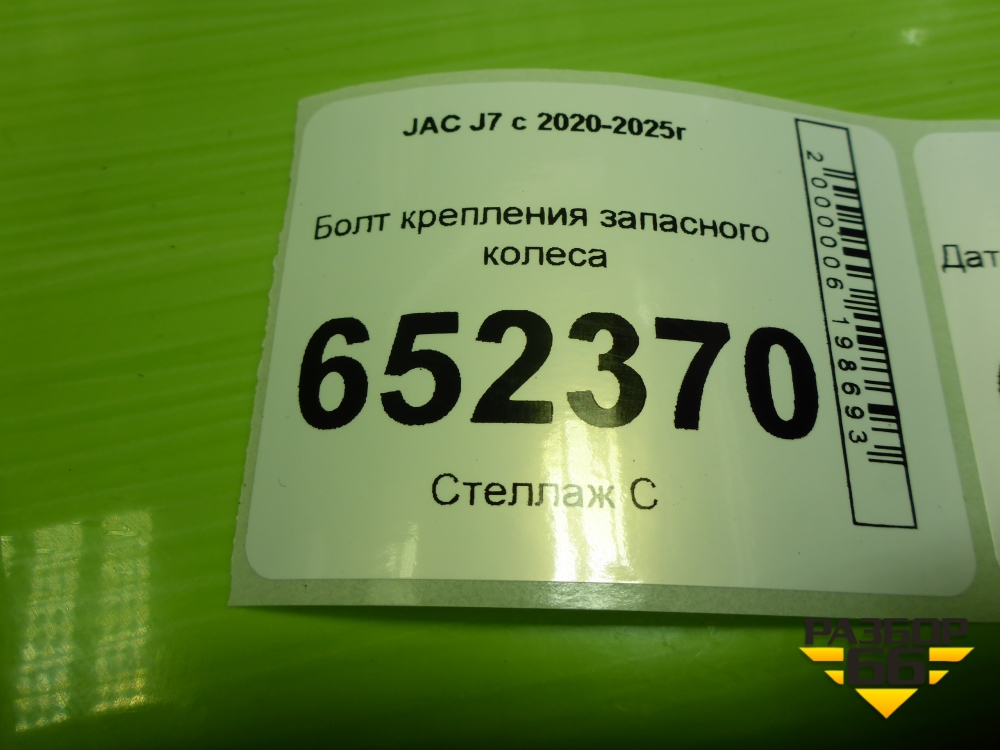 JAC J7 с 2020-2025г
Болт крепления запасного
колеса
652370
Стеллаж С
2000006198693
Дат
РАЗБОР
66